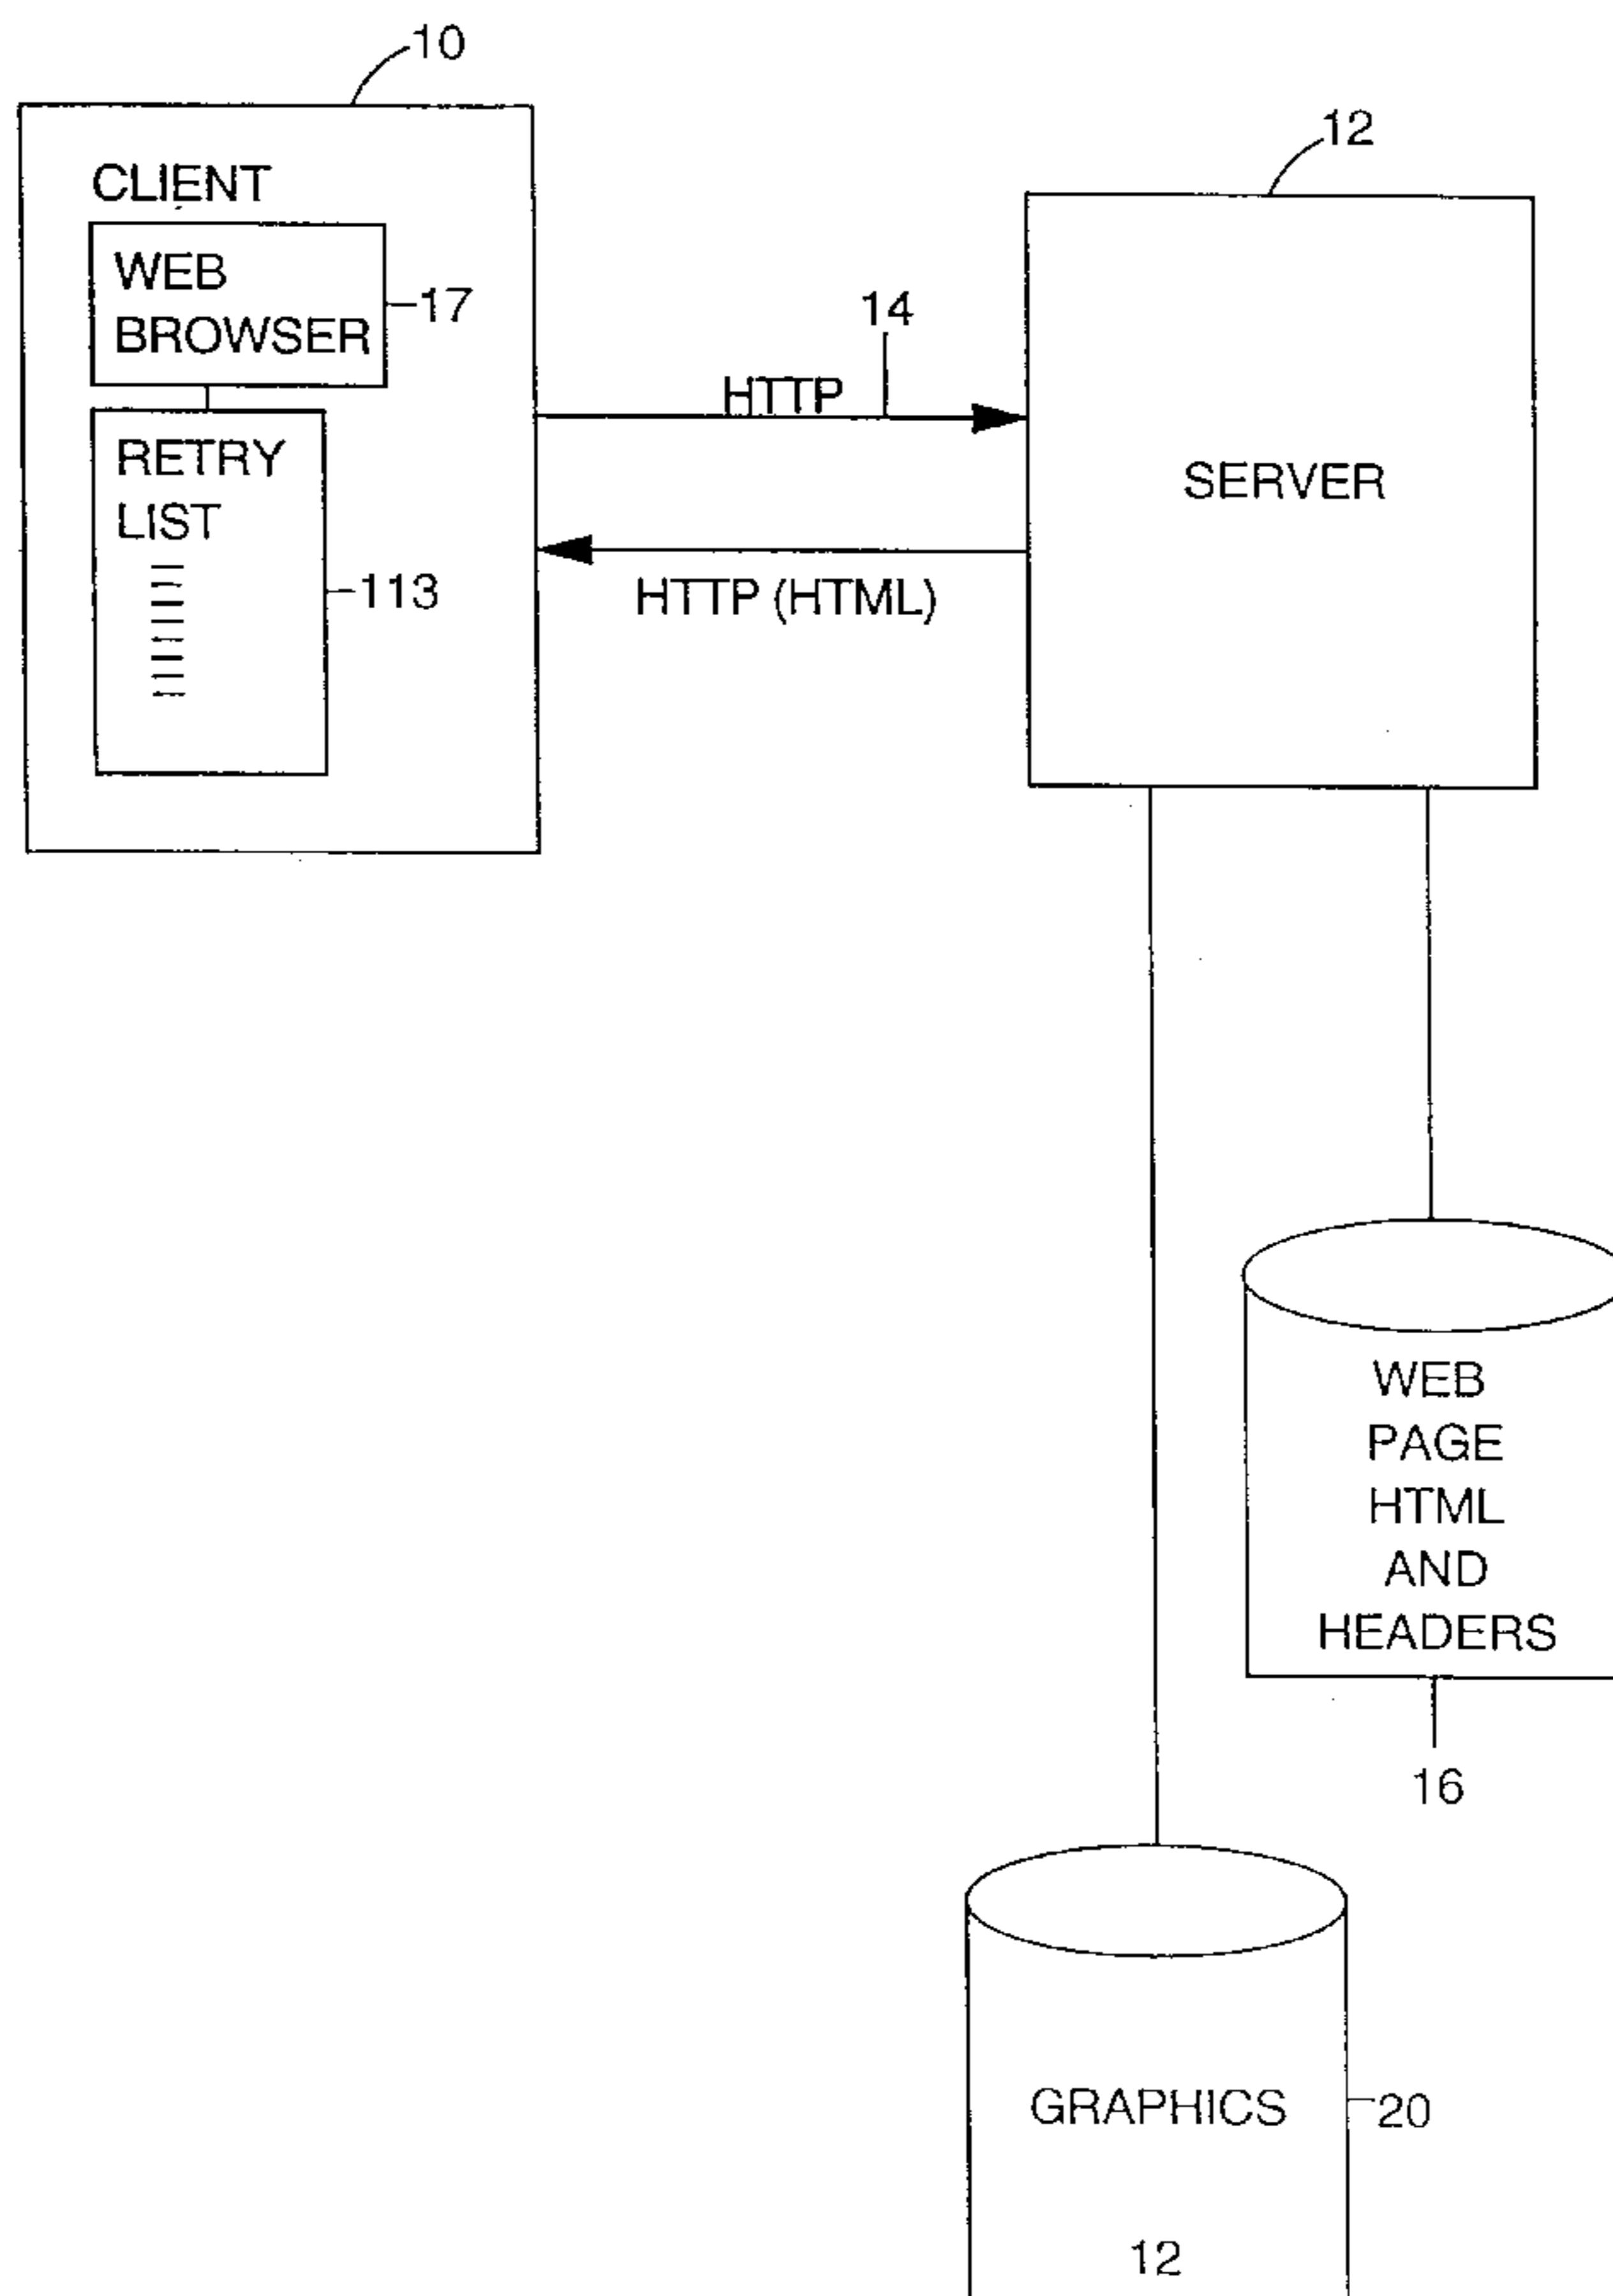 10
CLIENT
WEB
BROWSER
17
RETRY
LIST
113
14
HTTP
HTTP (HTML)
12
SERVER
WEB
PAGE
HTML
AND
HEADERS
16
GRAPHICS
20
12